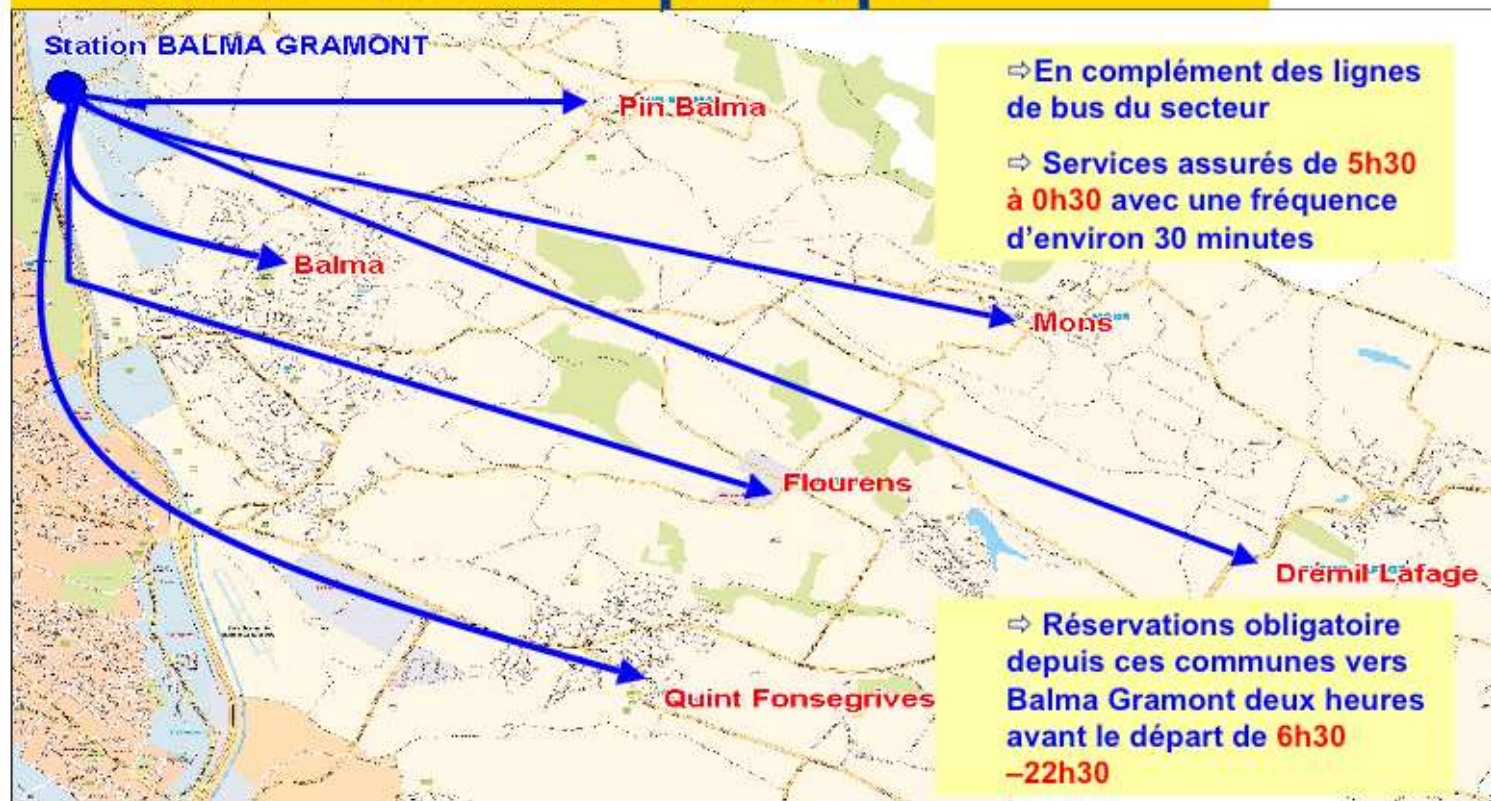 Station BALMA GRAMONT
⇨En complément des lignes
de bus du secteur
⇨ Services assurés de 5h30
à 0h30 avec une fréquence
d'environ 30 minutes
Pin Balma
Balma
Mons
Flourens
Drémil Lafage
Quint Fonsegrives
⇨ Réservations obligatoire
depuis ces communes vers
Balma Gramont deux heures
avant le départ de 6h30
–22h30